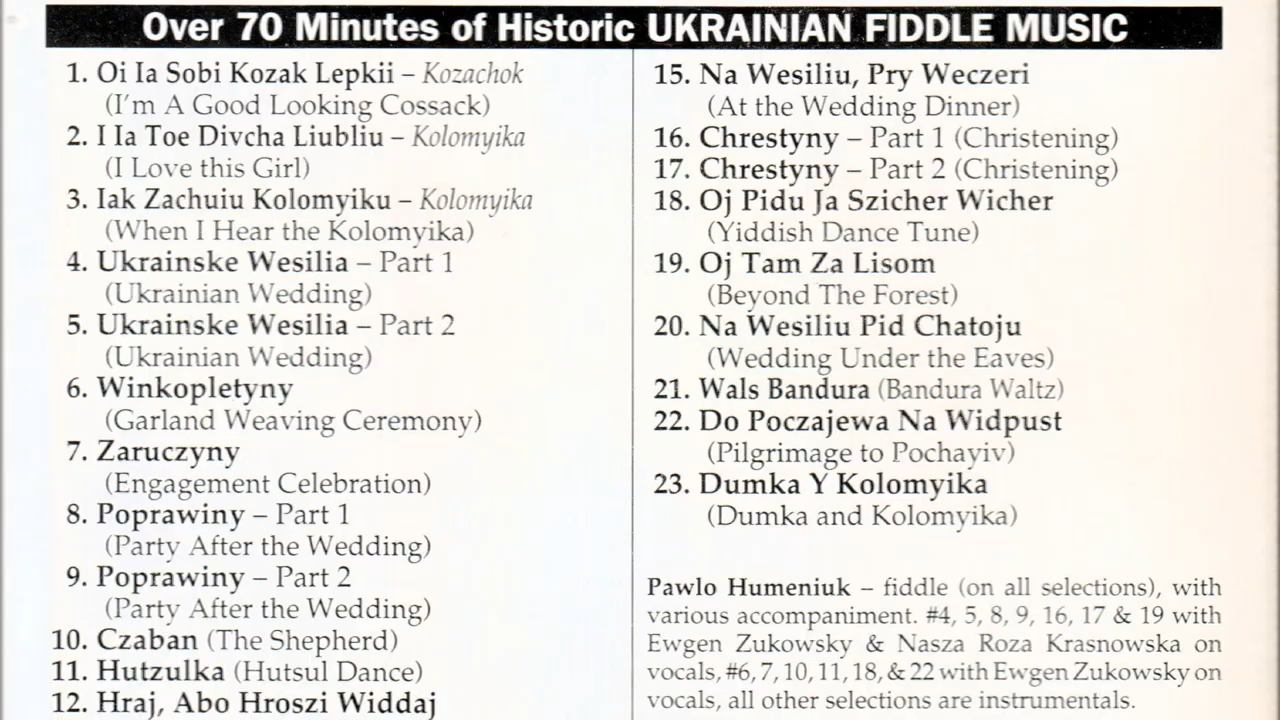 Over 70 Minutes of Historic UKRAINIAN FIDDLE MUSIC
1. Oi Ia Sobi Kozak Lepkii – Kozachok
(I'm A Good Looking Cossack)
2. I Ia Toe Divcha Liubliu – Kolomyika
(I Love this Girl)
3. Iak Zachuiu Kolomyiku – Kolomyika
(When I Hear the Kolomyika)
4. Ukrainske Wesilia – Part 1
(Ukrainian Wedding)
5. Ukrainske Wesilia – Part 2
(Ukrainian Wedding)
6. Winkopletyny
(Garland Weaving Ceremony)
7. Zaruczyny
(Engagement Celebration)
8. Poprawiny – Part 1
(Party After the Wedding)
9. Poprawiny – Part 2
(Party After the Wedding)
10. Czaban (The Shepherd)
11. Hutzulka (Hutsul Dance)
12. Hraj, Abo Hroszi Widdaj
15. Na Wesiliu, Pry Weczeri
(At the Wedding Dinner)
16. Chrestyny – Part 1 (Christening)
17. Chrestyny – Part 2 (Christening)
18. Oj Pidu Ja Szicher Wicher
(Yiddish Dance Tune)
19. Oj Tam Za Lisom
(Beyond The Forest)
20. Na Wesiliu Pid Chatoju
(Wedding Under the Eaves)
21. Wals Bandura (Bandura Waltz)
22. Do Poczajewa Na Widpust
(Pilgrimage to Pochayiv)
23. Dumka Y Kolomyika
(Dumka and Kolomyika)
Pawlo Humeniuk – fiddle (on all selections), with
various accompaniment. #4, 5, 8, 9, 16, 17 & 19 with
Ewgen Zukowsky & Nasza Roza Krasnowska on
vocals, #6, 7, 10, 11, 18, & 22 with Ewgen Zukowsky on
vocals, all other selections are instrumentals.